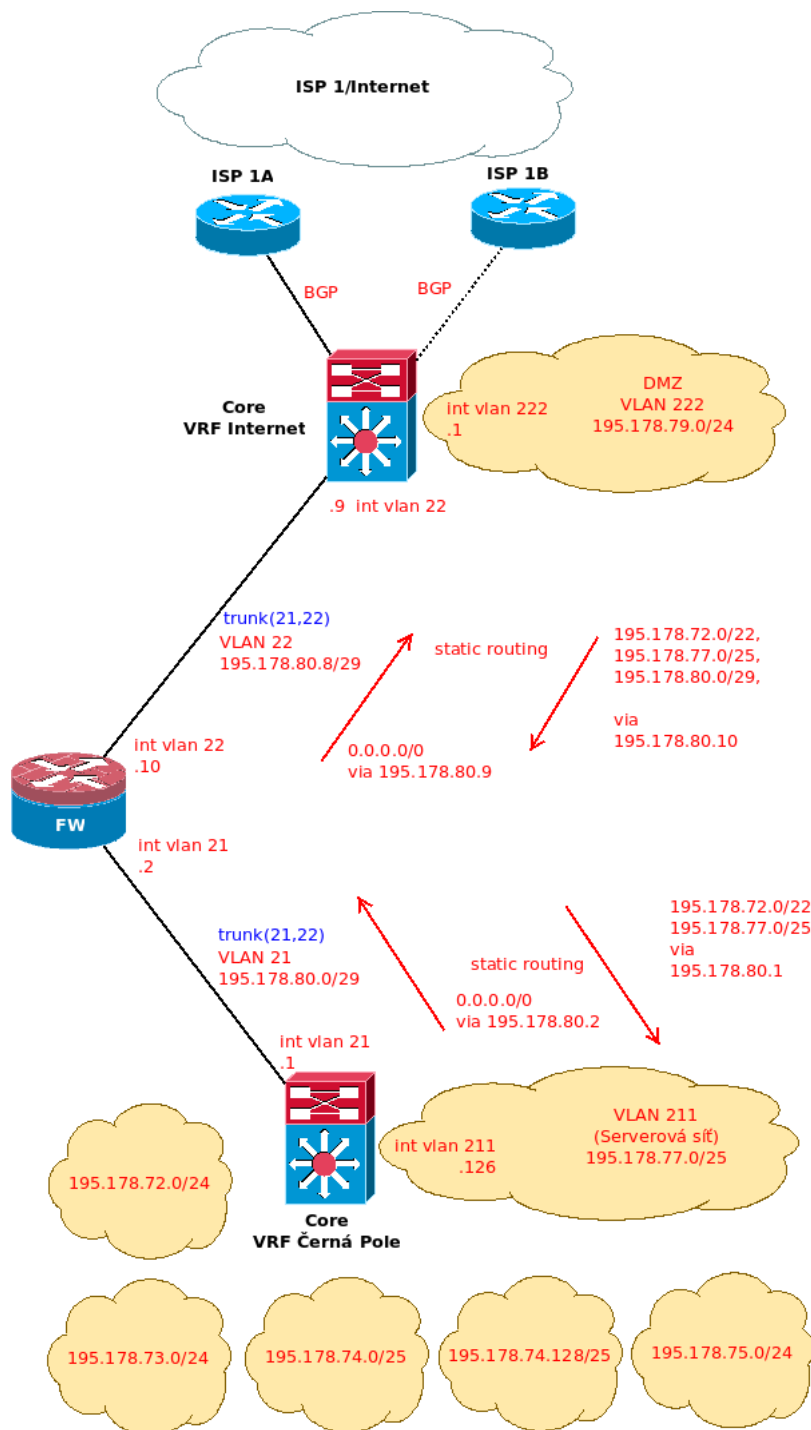 ISP 1/Internet
ISP 1A
ISP 1B
BGP
BGP
Core
VRF Internet
int vlan 222
.1
DMZ
VLAN 222
195.178.79.0/24
.9 int vlan 22
trunk(21,22)
VLAN 22
195.178.80.8/29
static routing
195.178.72.0/22,
195.178.77.0/25,
195.178.80.0/29,
via
195.178.80.10
int vlan 22
.10
0.0.0.0/0
via 195.178.80.9
FW
int vlan 21
.2
trunk(21,22)
VLAN 21
195.178.80.0/29
static routing
0.0.0.0/0
via 195.178.80.2
195.178.72.0/22
195.178.77.0/25
via
195.178.80.1
int vlan 21
.1
int vlan 211
.126
VLAN 211
(Serverová síť)
195.178.77.0/25
195.178.72.0/24
Core
VRF Černá Pole
195.178.73.0/24
195.178.74.0/25
195.178.74.128/25
195.178.75.0/24